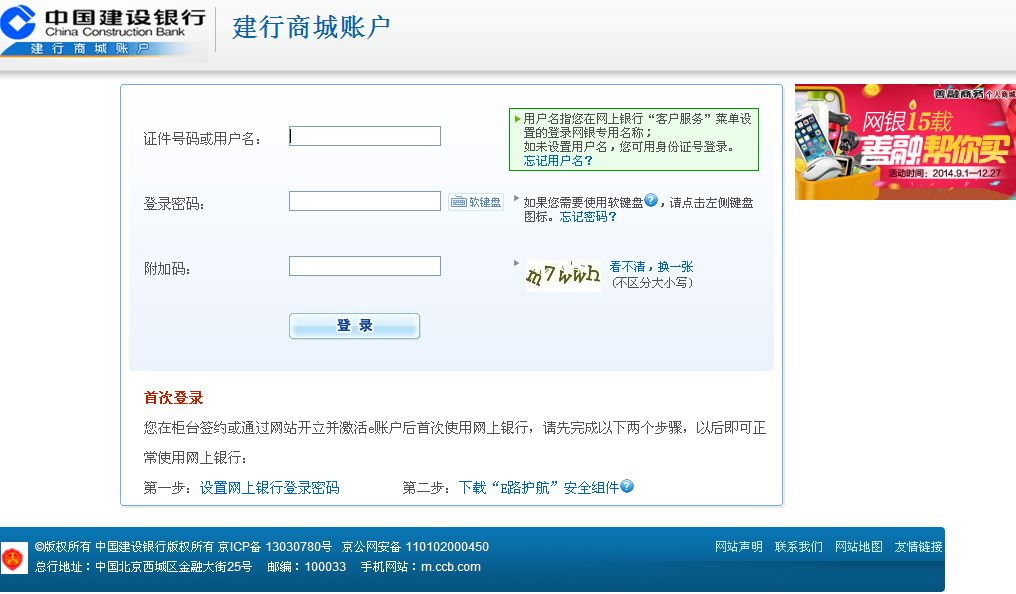 中国建设银行
China Construction Bank
建行商城账户
建行商城账户
证件号码或用户名：
用户名指您在网上银行“客户服务”菜单设
置的登录网银专用名称；
如未设置用户名，您可用身份证号登录。
忘记用户名？
善融商务个人商城
网银15载
善融帮你买
活动时间：2014.9.1—12.27
登录密码：
软键盘
如果您需要使用软键盘?，请点击左侧键盘
图标。忘记密码？
附加码：
m7wwh
看不清，换一张
（不区分大小写）
登 录
首次登录
您在柜台签约或通过网站开立并激活e账户后首次使用网上银行，请先完成以下两个步骤，以后即可正
常使用网上银行：
第一步：设置网上银行登录密码 第二步：下载“E路护航”安全组件?
©版权所有 中国建设银行版权所有 京ICP备 13030780号 京公网安备 110102000450
网站声明 联系我们 网站地图 友情链接
总行地址：中国北京西城区金融大街25号 邮编：100033 手机网站：m.ccb.com